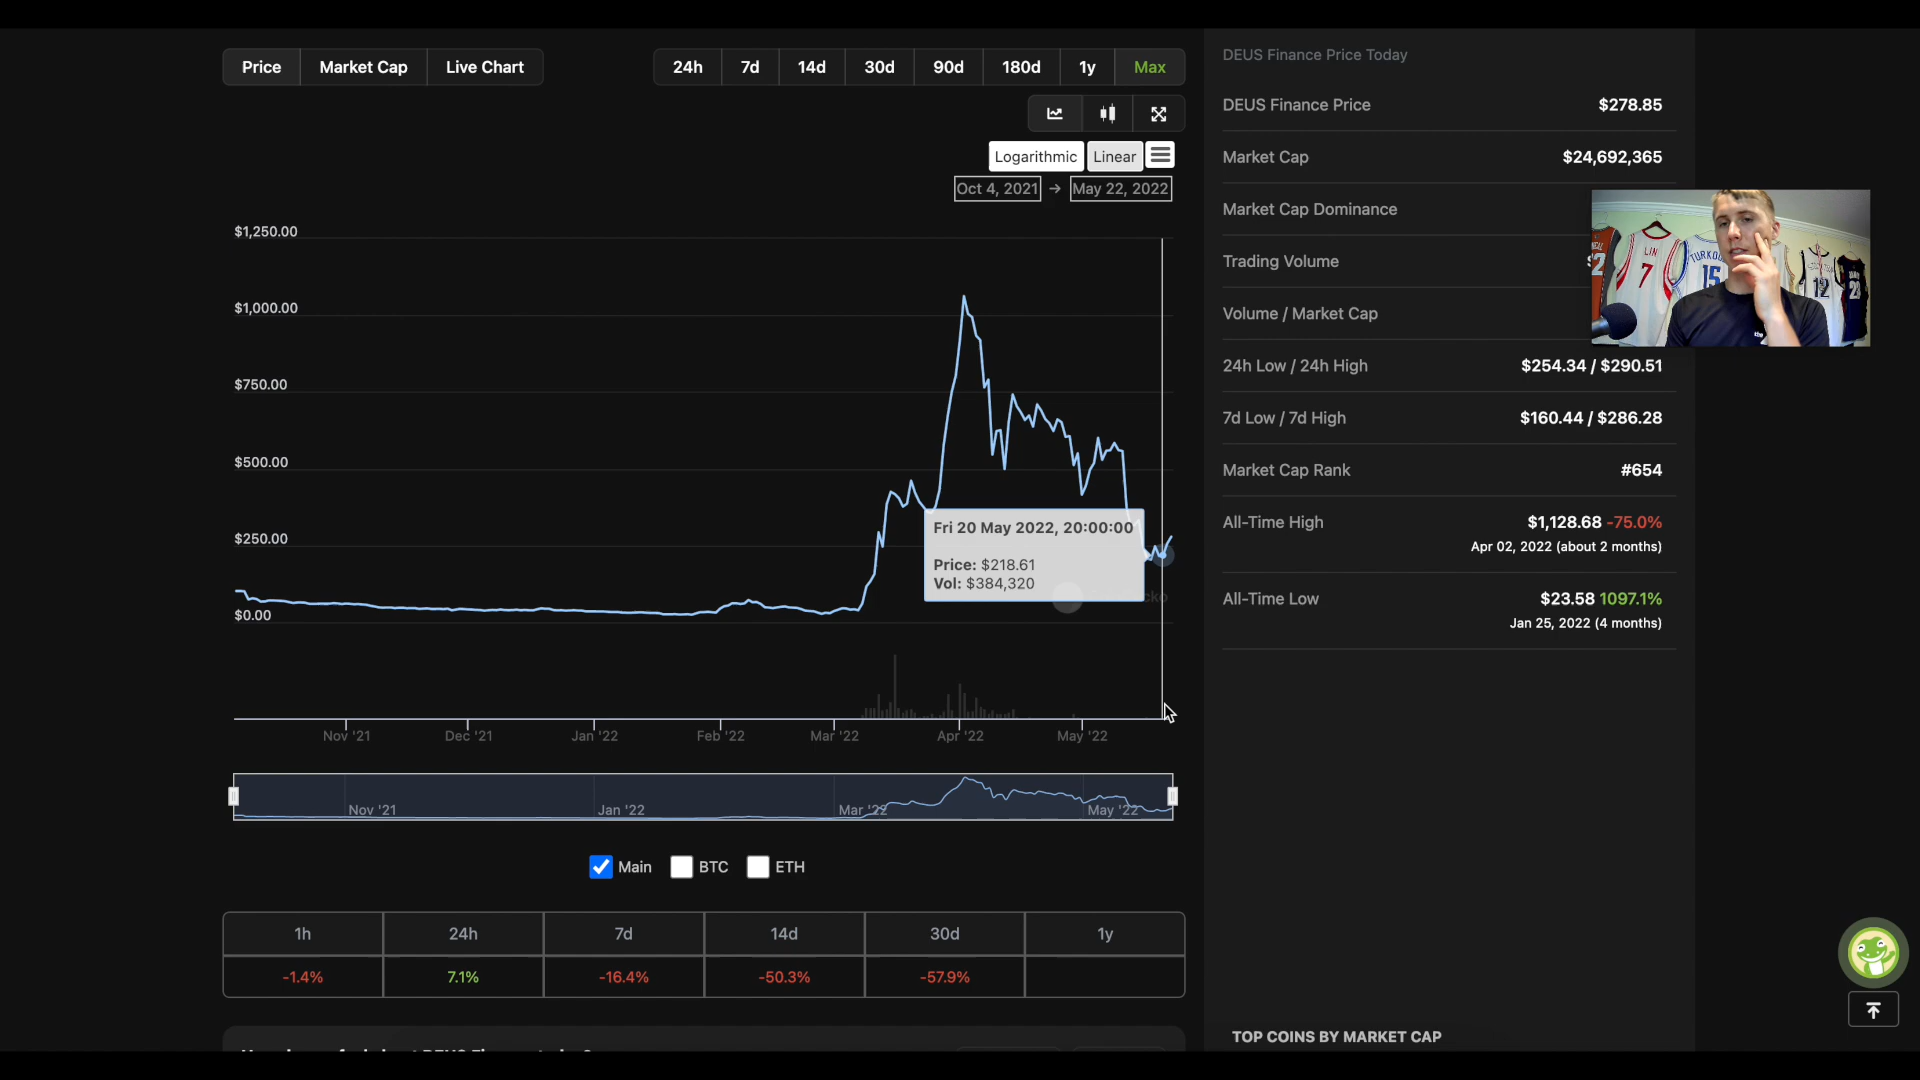 Price Market Cap Live Chart 24h 7d 14d 30d 90d 180d 1y Max
Logarithmic Linear
Oct 4, 2021 → May 22, 2022
$1,250.00
$1,000.00
$750.00
$500.00
$250.00
$0.00
Fri 20 May 2022, 20:00:00
Price: $218.61
Vol: $384,320
Nov '21 Dec '21 Jan '22 Feb '22 Mar '22 Apr '22 May '22
Nov '21 Jan '22 Mar '22 May '22
Main BTC ETH
1h 24h 7d 14d 30d 1y
-1.4% 7.1% -16.4% -50.3% -57.9%
DEUS Finance Price Today
DEUS Finance Price $278.85
Market Cap $24,692,365
Market Cap Dominance
Trading Volume
Volume / Market Cap
24h Low / 24h High $254.34 / $290.51
7d Low / 7d High $160.44 / $286.28
Market Cap Rank #654
All-Time High $1,128.68 -75.0%
Apr 02, 2022 (about 2 months)
All-Time Low $23.58 1097.1%
Jan 25, 2022 (4 months)
LIN
7
15
12
TOP COINS BY MARKET CAP